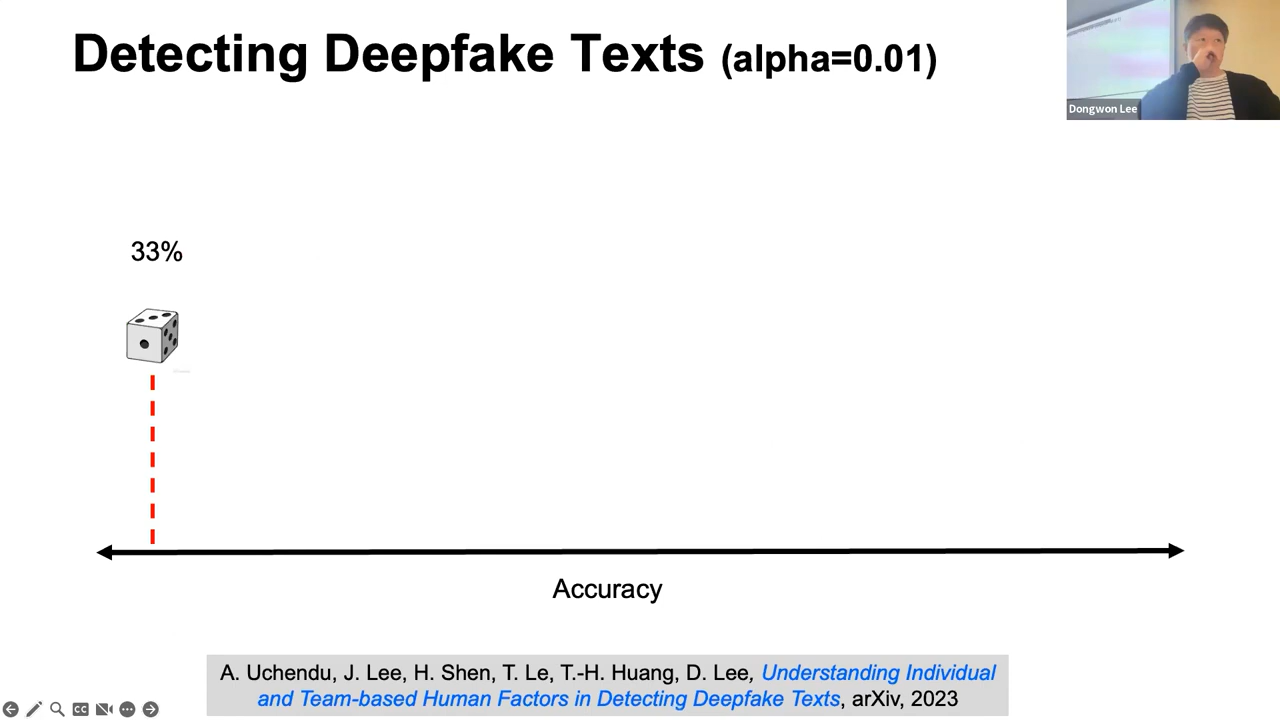 Detecting Deepfake Texts (alpha=0.01)
Dongwon Lee
33%
Accuracy
A. Uchendu, J. Lee, H. Shen, T. Le, T.-H. Huang, D. Lee, Understanding Individual
and Team-based Human Factors in Detecting Deepfake Texts, arXiv, 2023
CC